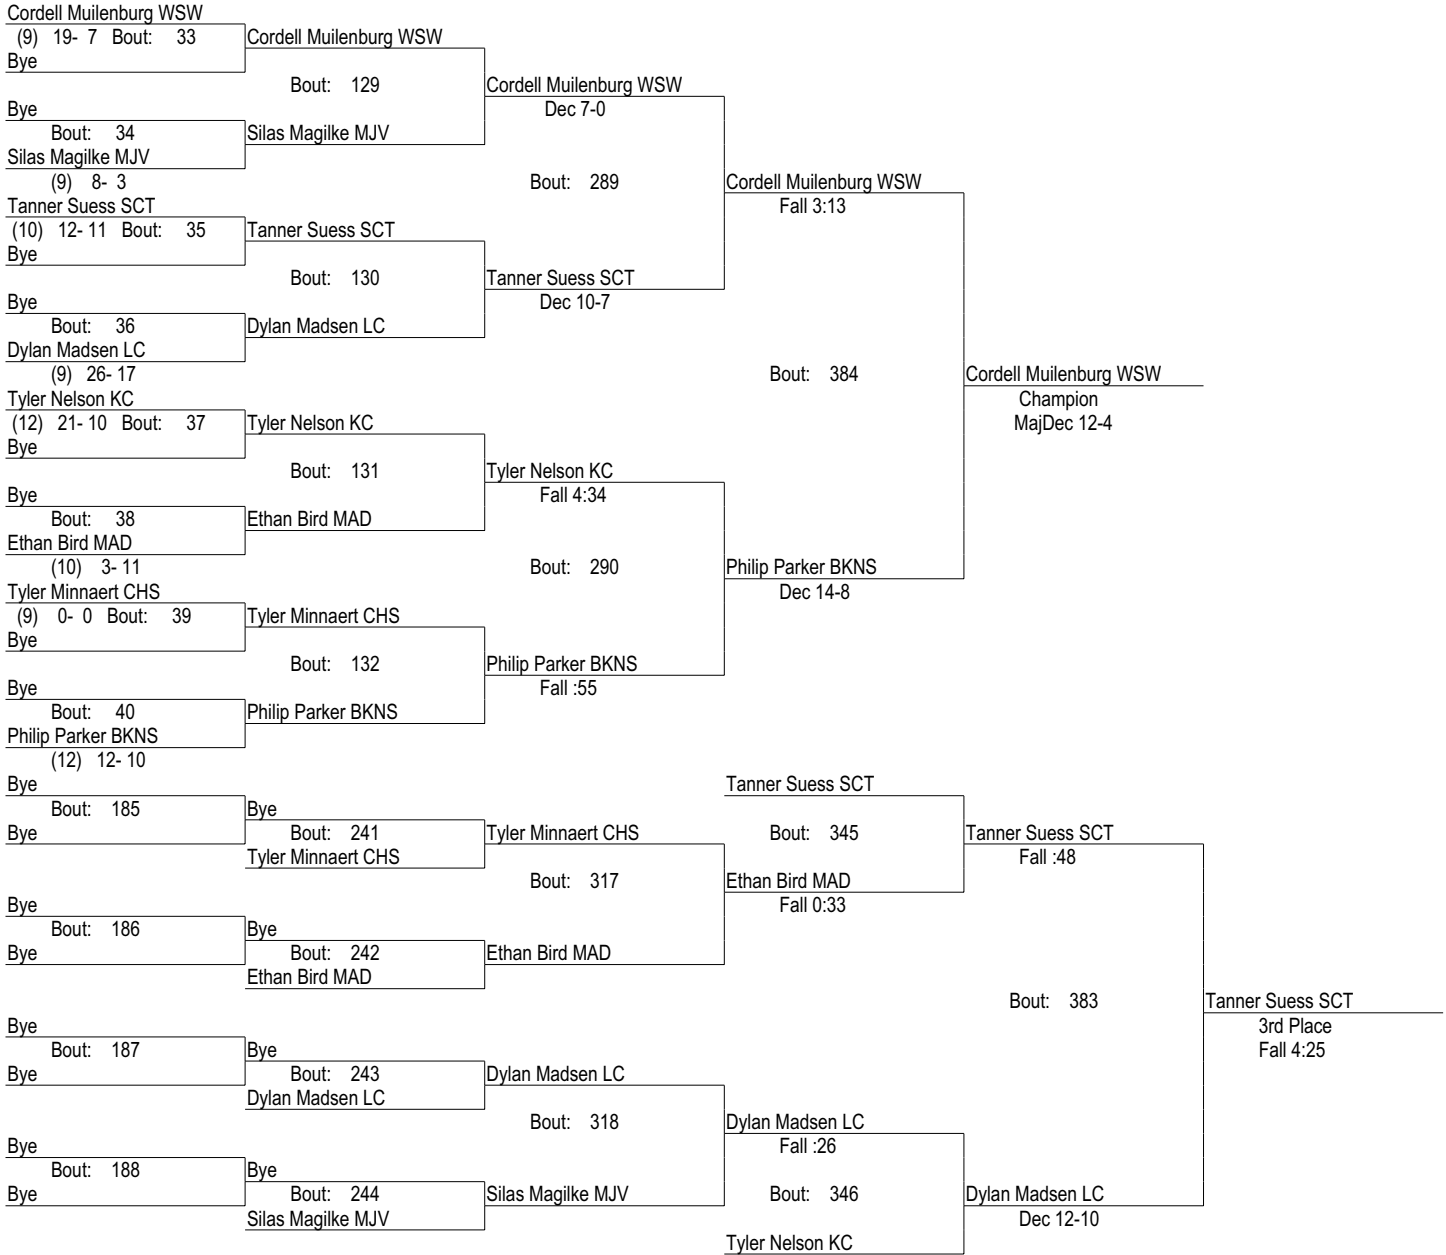 Cordell Muilenburg WSW
(9) 19- 7 Bout: 33 Cordell Muilenburg WSW
Bye
Bout: 129 Cordell Muilenburg WSW
Bye Dec 7-0
Bout: 34 Silas Magilke MJV
Silas Magilke MJV
(9) 8- 3 Bout: 289 Cordell Muilenburg WSW
Tanner Suess SCT Fall 3:13
(10) 12- 11 Bout: 35 Tanner Suess SCT
Bye
Bout: 130 Tanner Suess SCT
Bye Dec 10-7
Bout: 36 Dylan Madsen LC
Dylan Madsen LC
(9) 26- 17 Bout: 384 Cordell Muilenburg WSW
Tyler Nelson KC Champion
(12) 21- 10 Bout: 37 Tyler Nelson KC MajDec 12-4
Bye
Bout: 131 Tyler Nelson KC
Bye Fall 4:34
Bout: 38 Ethan Bird MAD
Ethan Bird MAD
(10) 3- 11 Bout: 290 Philip Parker BKNS
Tyler Minnaert CHS Dec 14-8
(9) 0- 0 Bout: 39 Tyler Minnaert CHS
Bye
Bout: 132 Philip Parker BKNS
Bye Fall :55
Bout: 40 Philip Parker BKNS
Philip Parker BKNS
(12) 12- 10
Bye Tanner Suess SCT
Bout: 185 Bye
Bye Bout: 241 Tyler Minnaert CHS Bout: 345 Tanner Suess SCT
Tyler Minnaert CHS Fall :48
Bout: 317 Ethan Bird MAD
Bye Fall 0:33
Bout: 186 Bye
Bye Bout: 242 Ethan Bird MAD
Ethan Bird MAD
Bout: 383 Tanner Suess SCT
Bye 3rd Place
Bout: 187 Bye Fall 4:25
Bye Bout: 243 Dylan Madsen LC
Dylan Madsen LC
Bout: 318 Dylan Madsen LC
Bye Fall :26
Bout: 188 Bye
Bye Bout: 244 Silas Magilke MJV Bout: 346 Dylan Madsen LC
Silas Magilke MJV Dec 12-10
Tyler Nelson KC